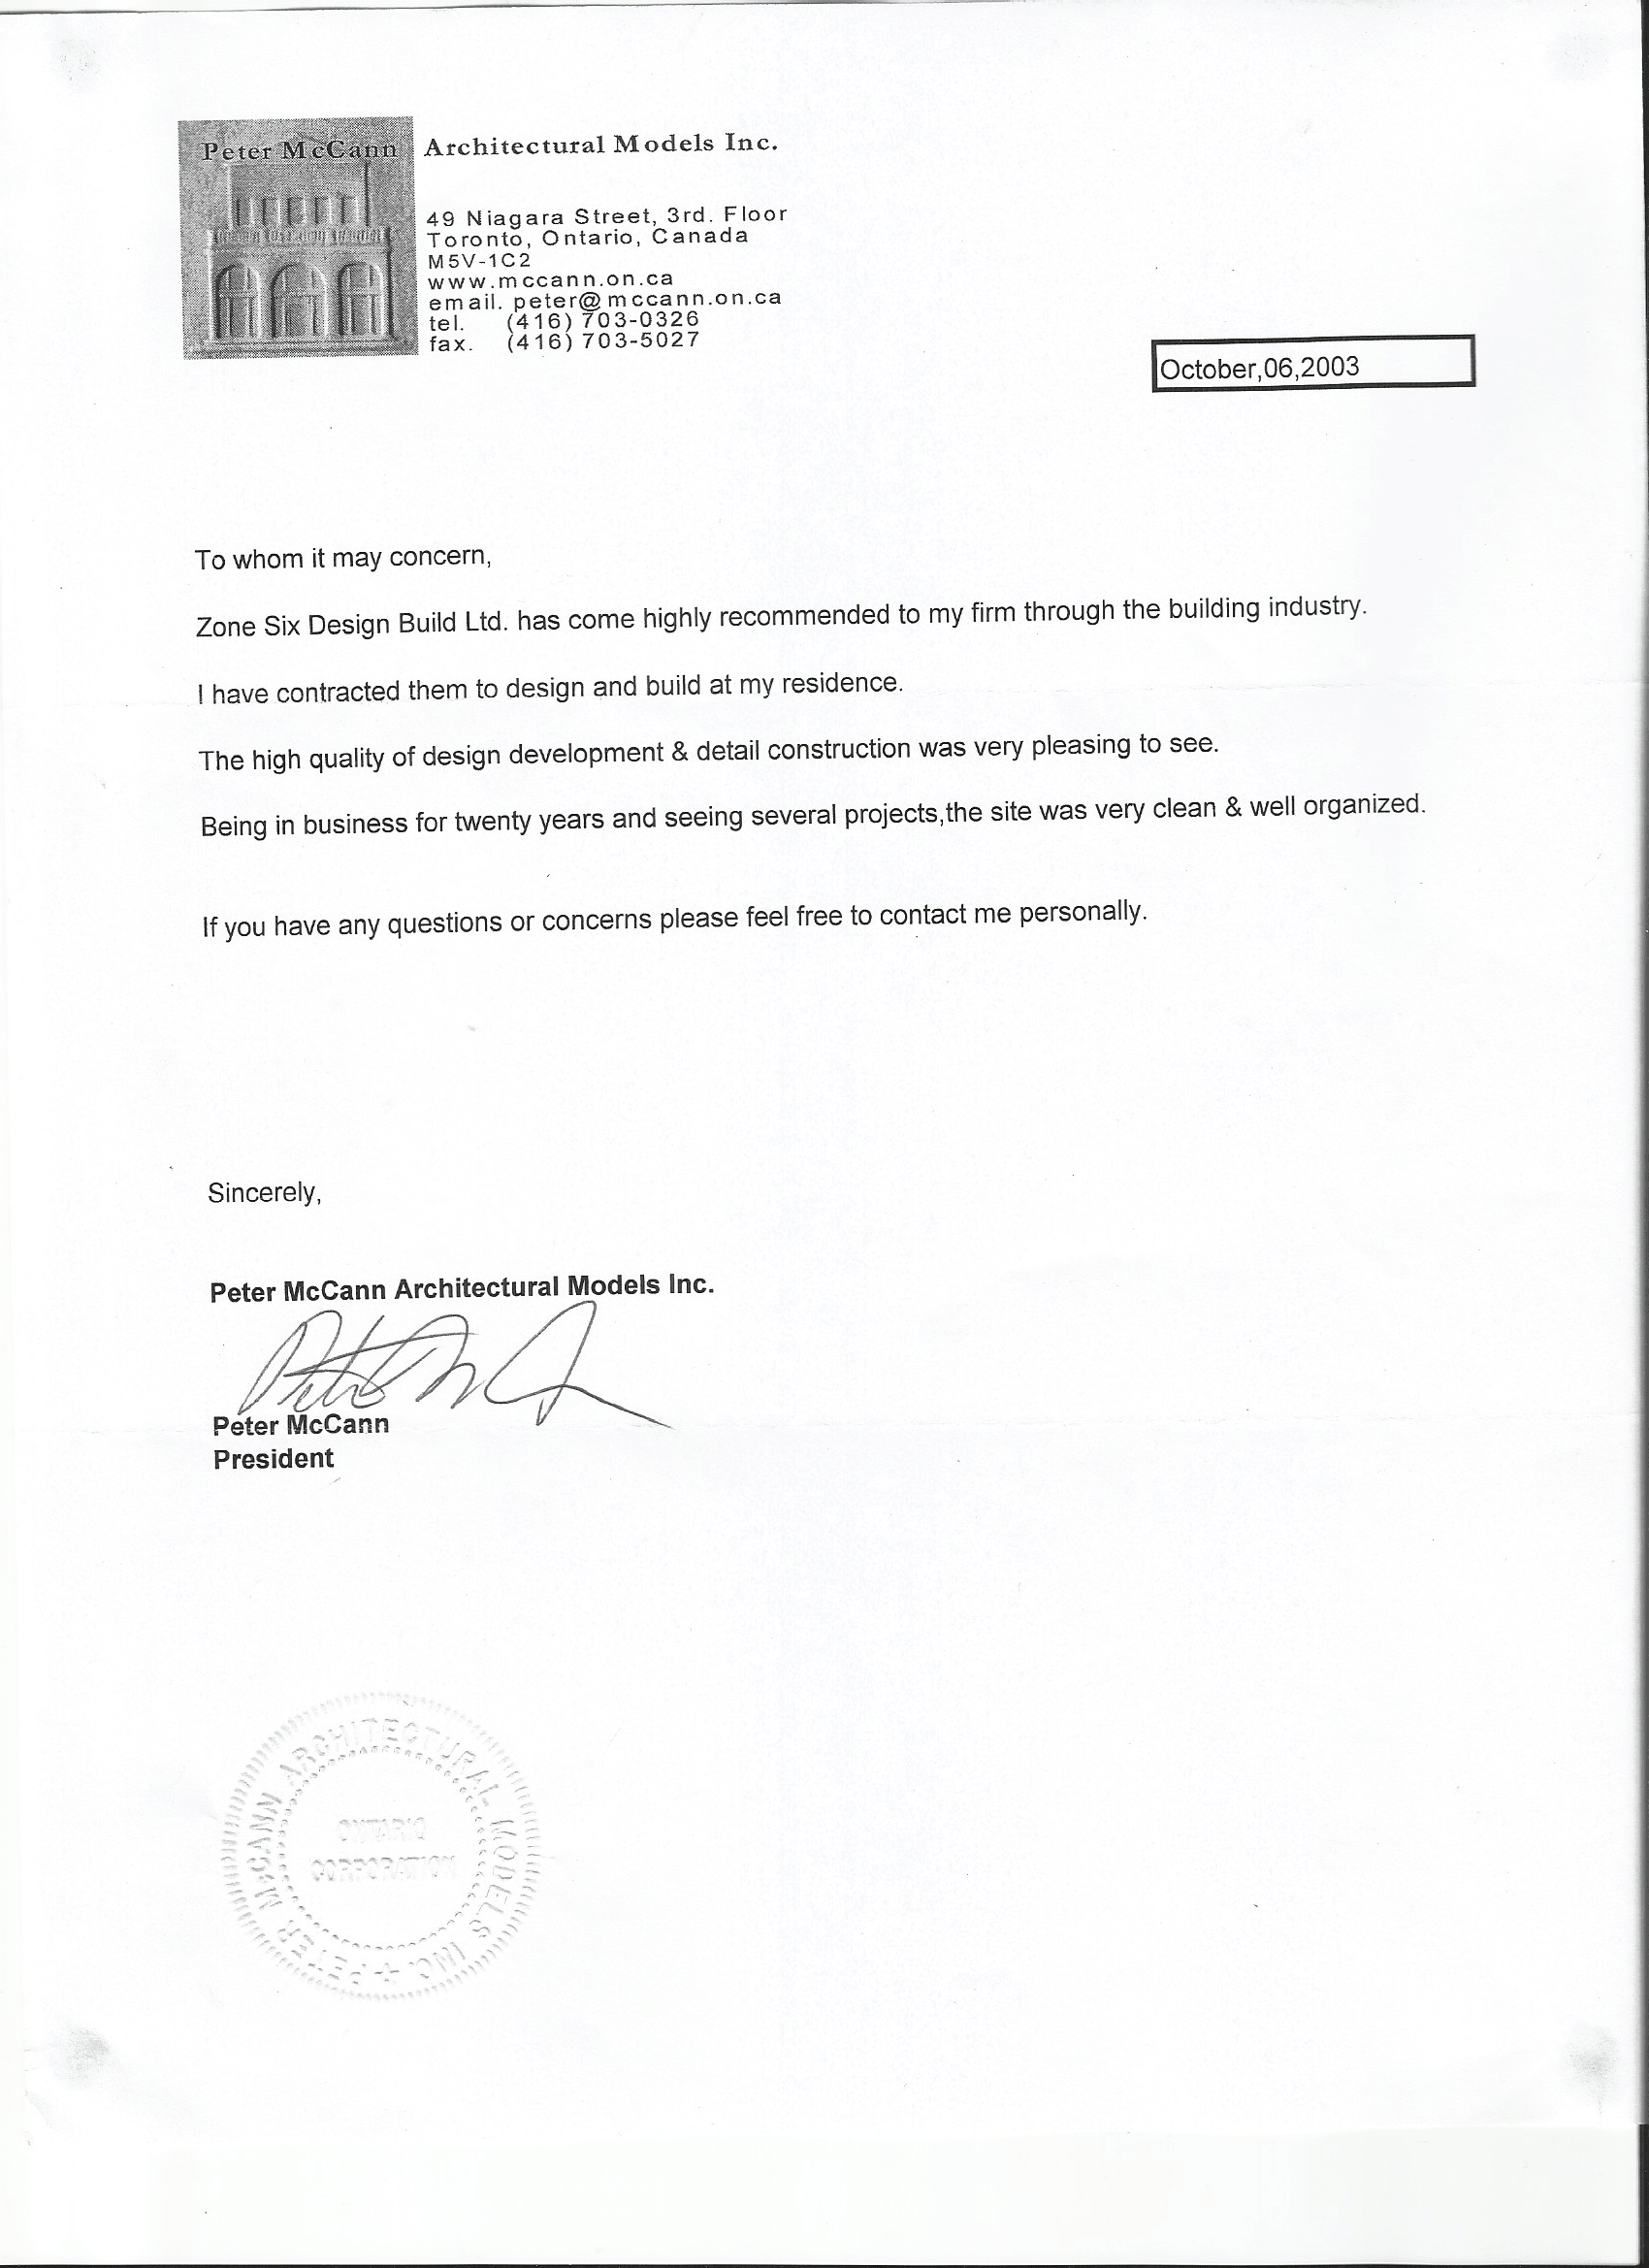 Peter McCann Architectural Models Inc.
49 Niagara Street, 3rd. Floor
Toronto, Ontario, Canada
M5V-1C2
www.mccann.on.ca
email. peter@mccann.on.ca
tel. (416) 703-0326
fax. (416) 703-5027
October,06,2003
To whom it may concern,
Zone Six Design Build Ltd. has come highly recommended to my firm through the building industry.
I have contracted them to design and build at my residence.
The high quality of design development & detail construction was very pleasing to see.
Being in business for twenty years and seeing several projects,the site was very clean & well organized.
If you have any questions or concerns please feel free to contact me personally.
Sincerely,
Peter McCann Architectural Models Inc.
Peter McCann
President
PETER McCANN ARCHITECTURAL MODELS INC.
ONTARIO
CORPORATION